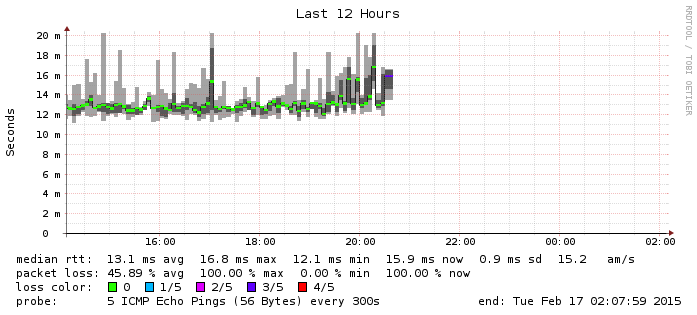 Last 12 Hours
RRDTOOL / TOBI OETIKER
Seconds
20 m
18 m
16 m
14 m
12 m
10 m
8 m
6 m
4 m
2 m
0
16:00 18:00 20:00 22:00 00:00 02:00
median rtt: 13.1 ms avg 16.8 ms max 12.1 ms min 15.9 ms now 0.9 ms sd 15.2 am/s
packet loss: 45.89 % avg 100.00 % max 0.00 % min 100.00 % now
loss color: 0 1/5 2/5 3/5 4/5
probe: 5 ICMP Echo Pings (56 Bytes) every 300s end: Tue Feb 17 02:07:59 2015